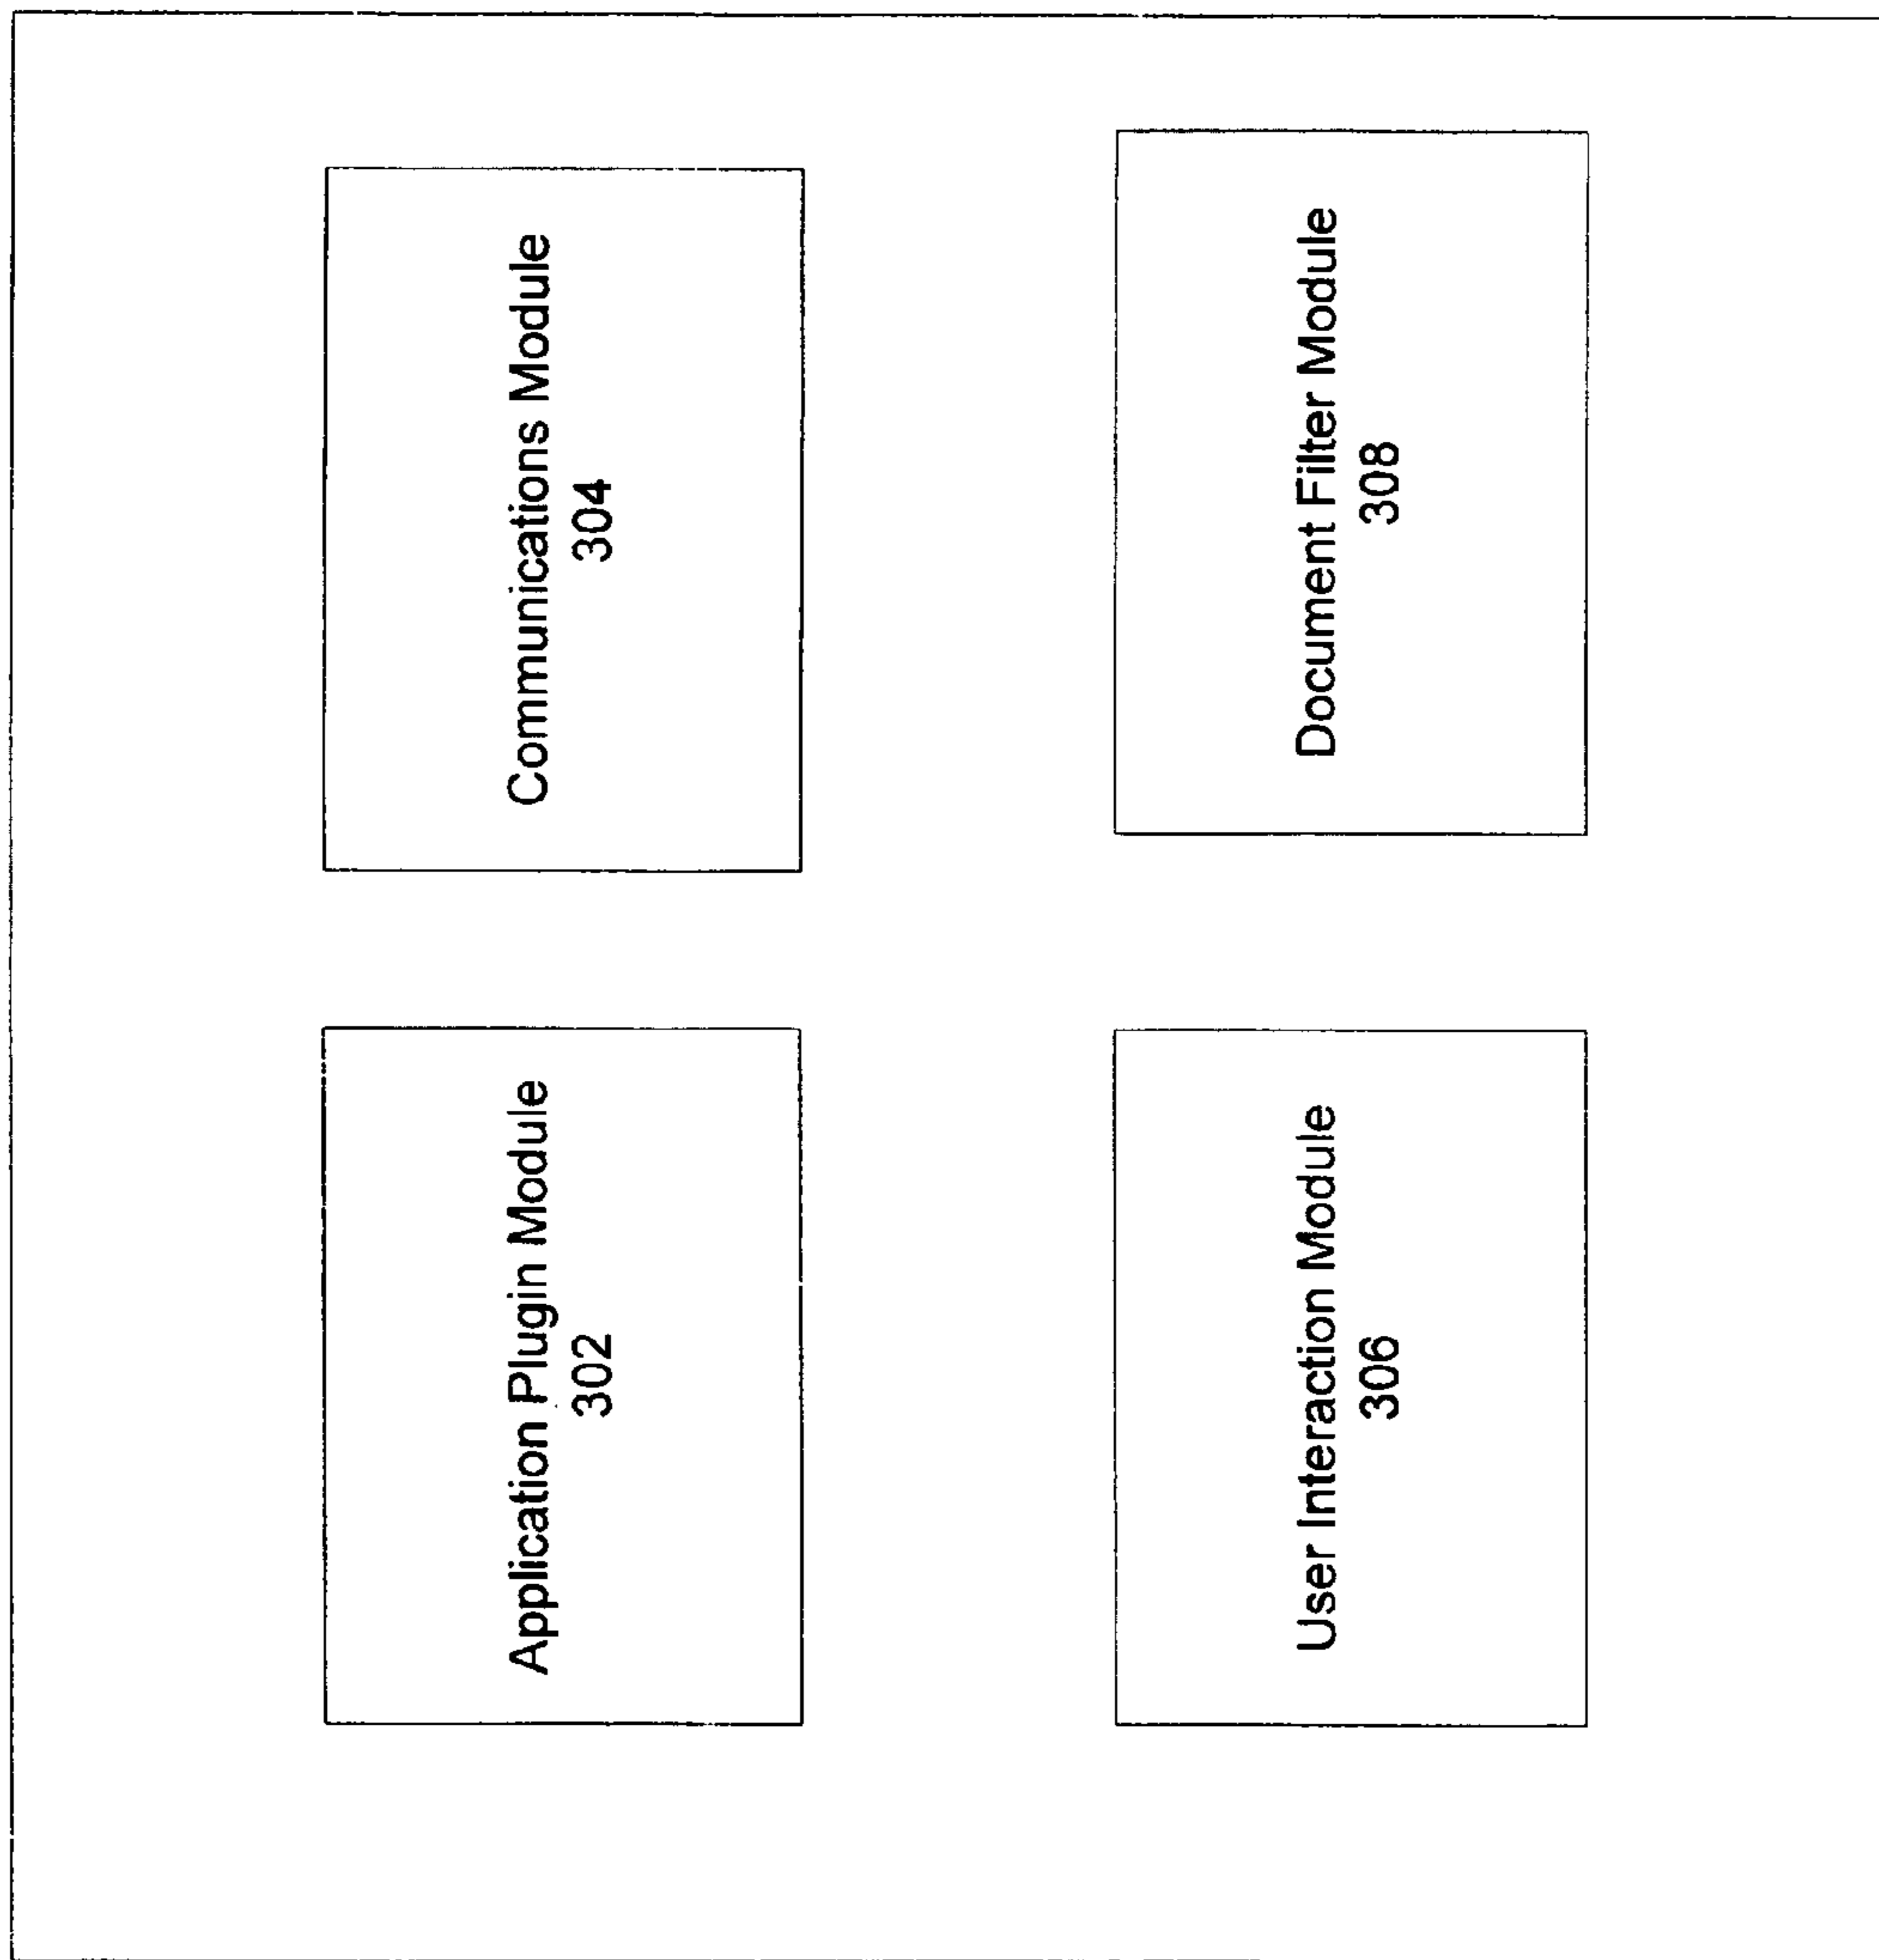 Application Plugin Module
302
Communications Module
304
User Interaction Module
306
Document Filter Module
308